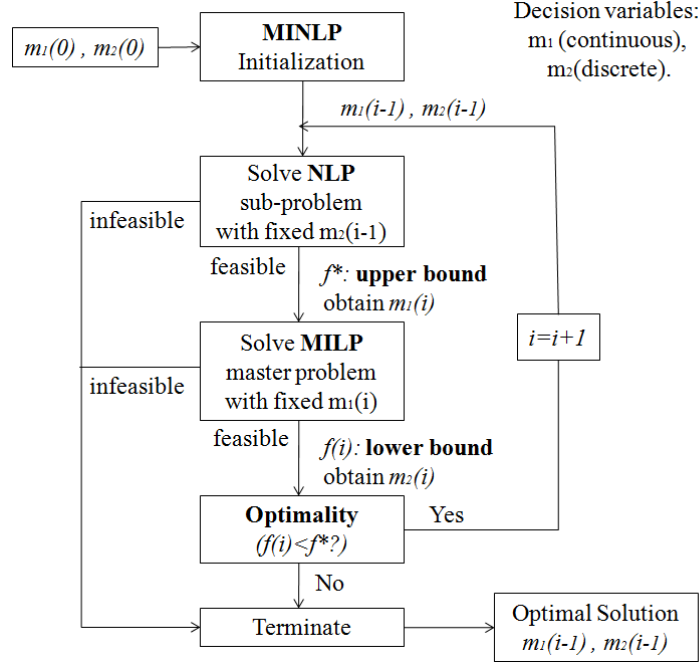 Decision variables:
m₁ (continuous),
m₂(discrete).
m₁(0) , m₂(0)
MINLP
Initialization
m₁(i-1) , m₂(i-1)
Solve NLP
sub-problem
with fixed m₂(i-1)
infeasible
feasible
f*: upper bound
obtain m₁(i)
i=i+1
Solve MILP
master problem
with fixed m₁(i)
infeasible
feasible
f(i): lower bound
obtain m₂(i)
Optimality
(f(i)<f*?)
Yes
No
Terminate
Optimal Solution
m₁(i-1) , m₂(i-1)